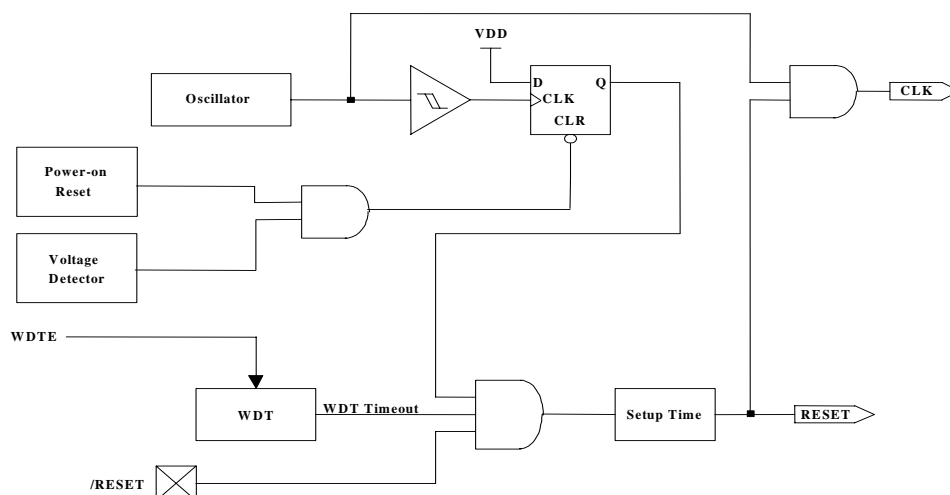 VDD
Oscillator
D
Q
CLK
CLR
CLK
Power-on
Reset
Voltage
Detector
WDTE
WDT
WDT Timeout
Setup Time
RESET
/RESET